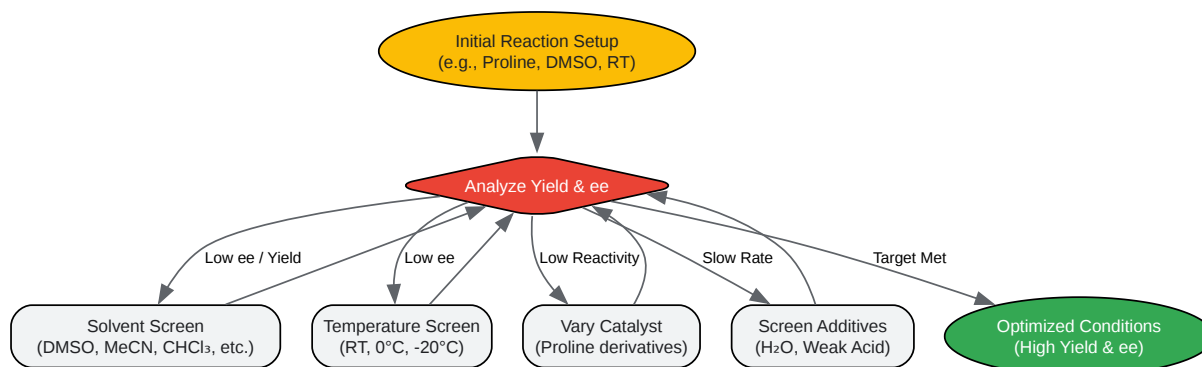 Initial Reaction Setup
(e.g., Proline, DMSO, RT)
Analyze Yield & ee
Low ee / Yield
Low ee
Low Reactivity
Slow Rate
Target Met
Solvent Screen
(DMSO, MeCN, CHCl₃, etc.)
Temperature Screen
(RT, 0°C, -20°C)
Vary Catalyst
(Proline derivatives)
Screen Additives
(H₂O, Weak Acid)
Optimized Conditions
(High Yield & ee)